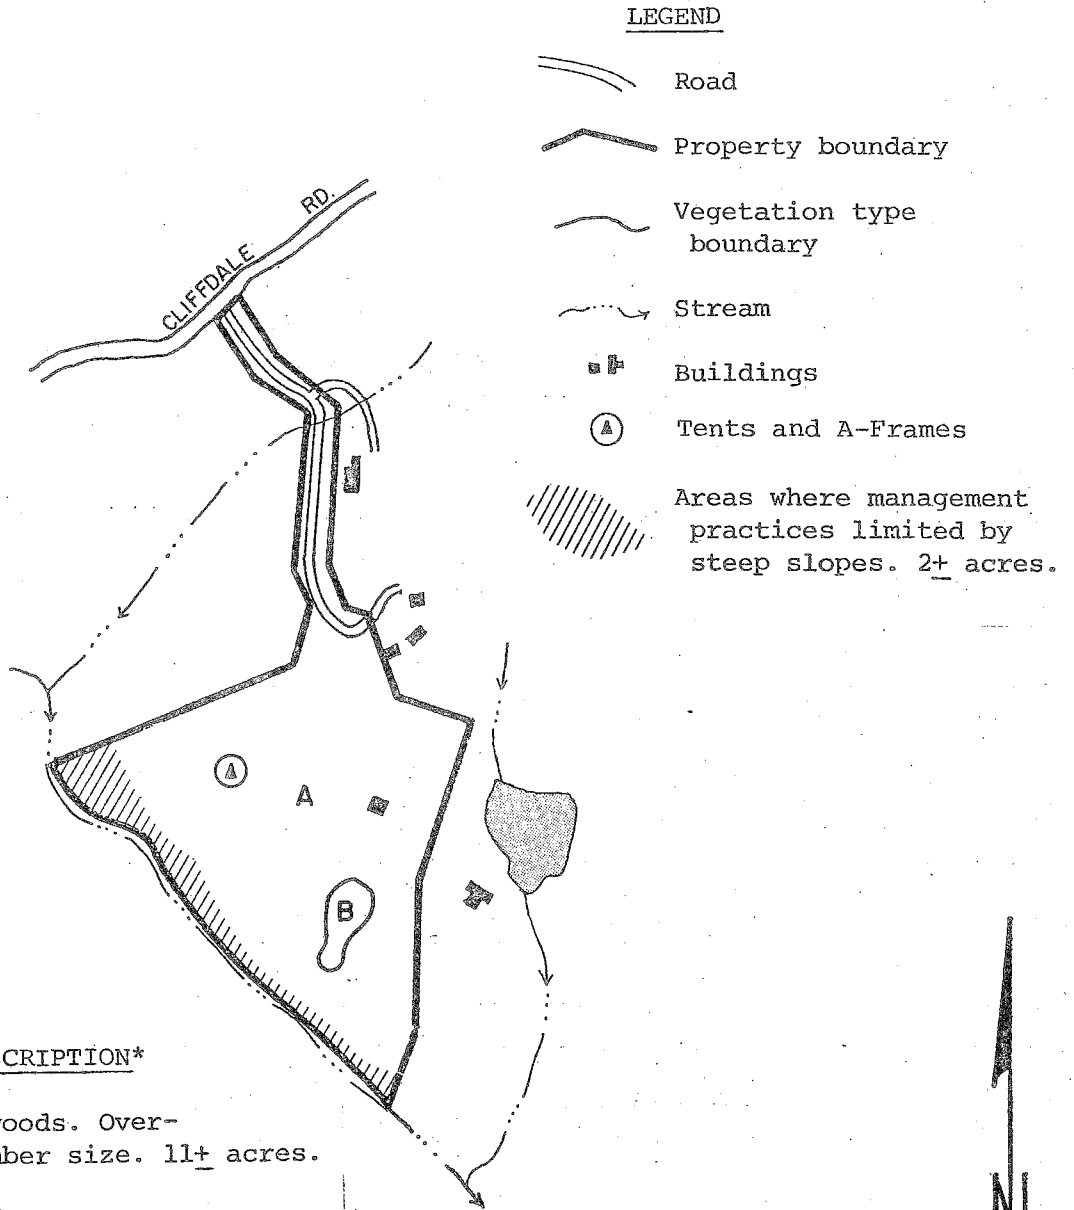 LEGEND
Road
Property boundary
Vegetation type
boundary
Stream
Buildings
A Tents and A-Frames
Areas where management
practices limited by
steep slopes. 2± acres.
CLIFFDALE RD.
A
A
B
CRIPTION*
oods. Over-
ber size. 11± acres.
N